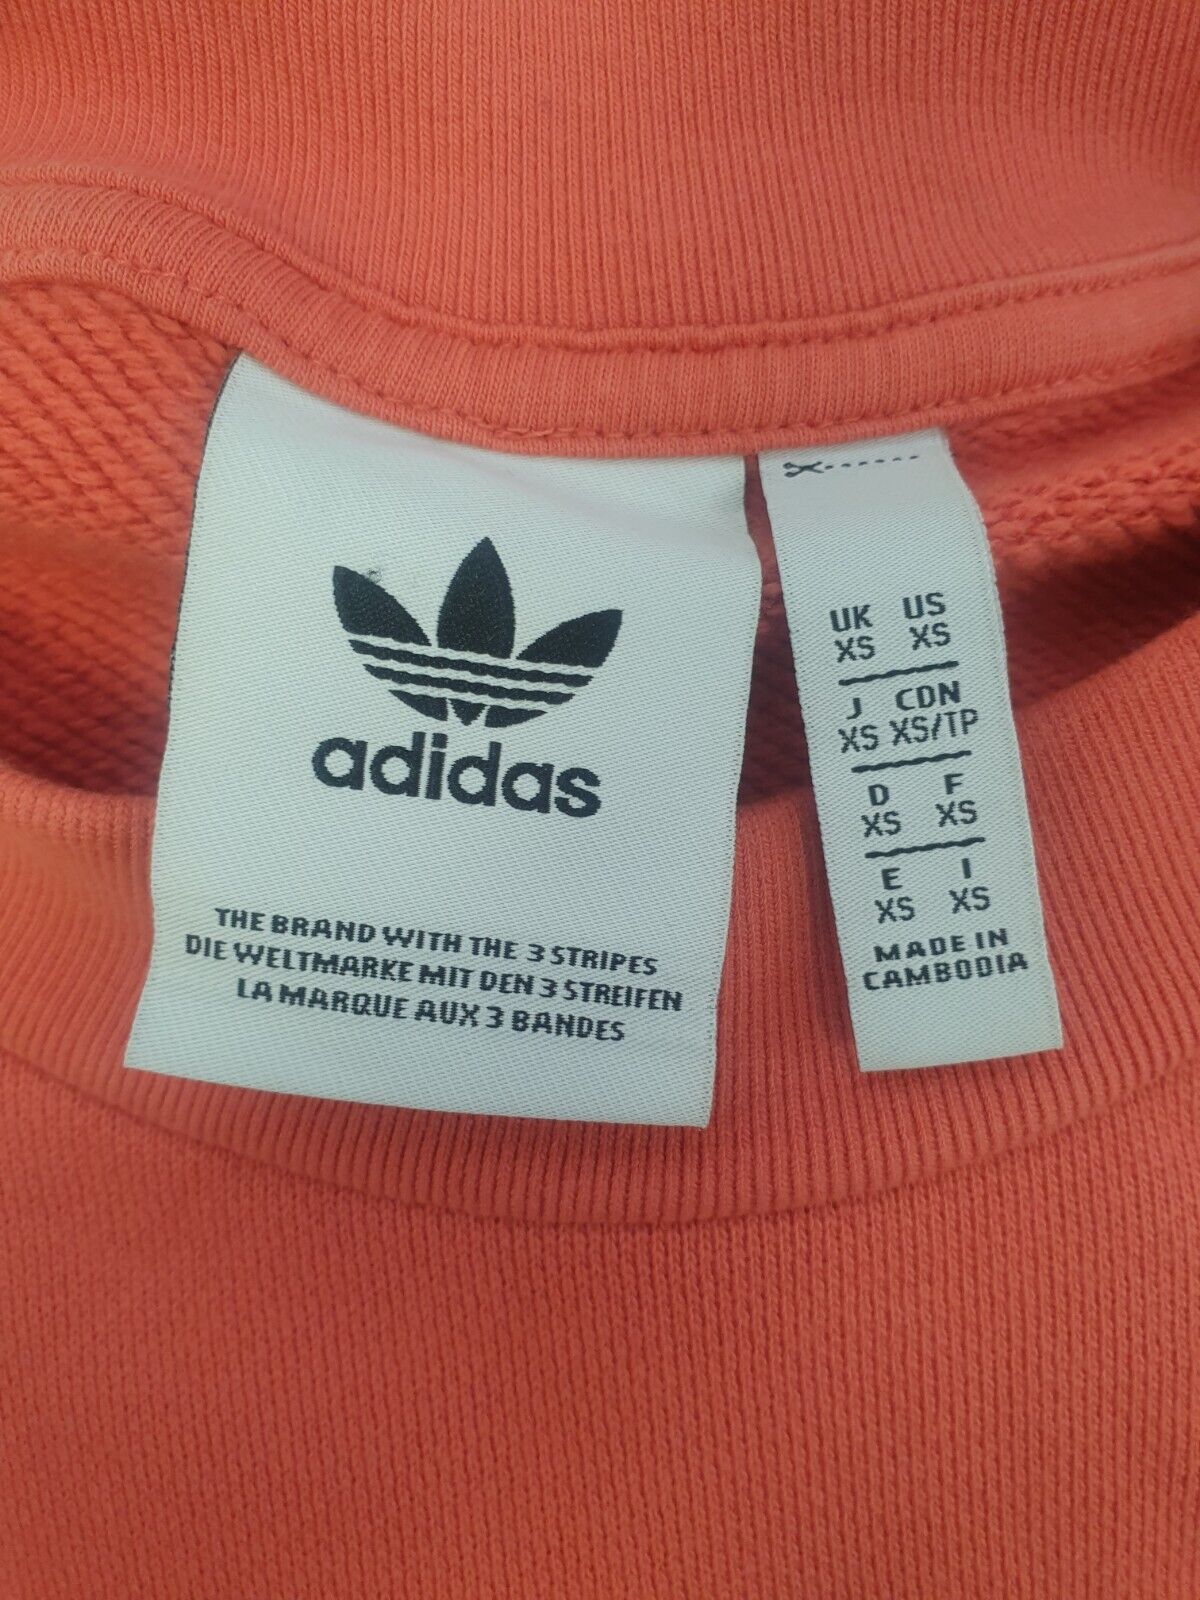 adidas
THE BRAND WITH THE 3 STRIPES
DIE WELTMARKE MIT DEN 3 STREIFEN
LA MARQUE AUX 3 BANDES
UK US
XS XS
J CDN
XS XS/TP
D F
XS XS
E I
XS XS
MADE IN
CAMBODIA